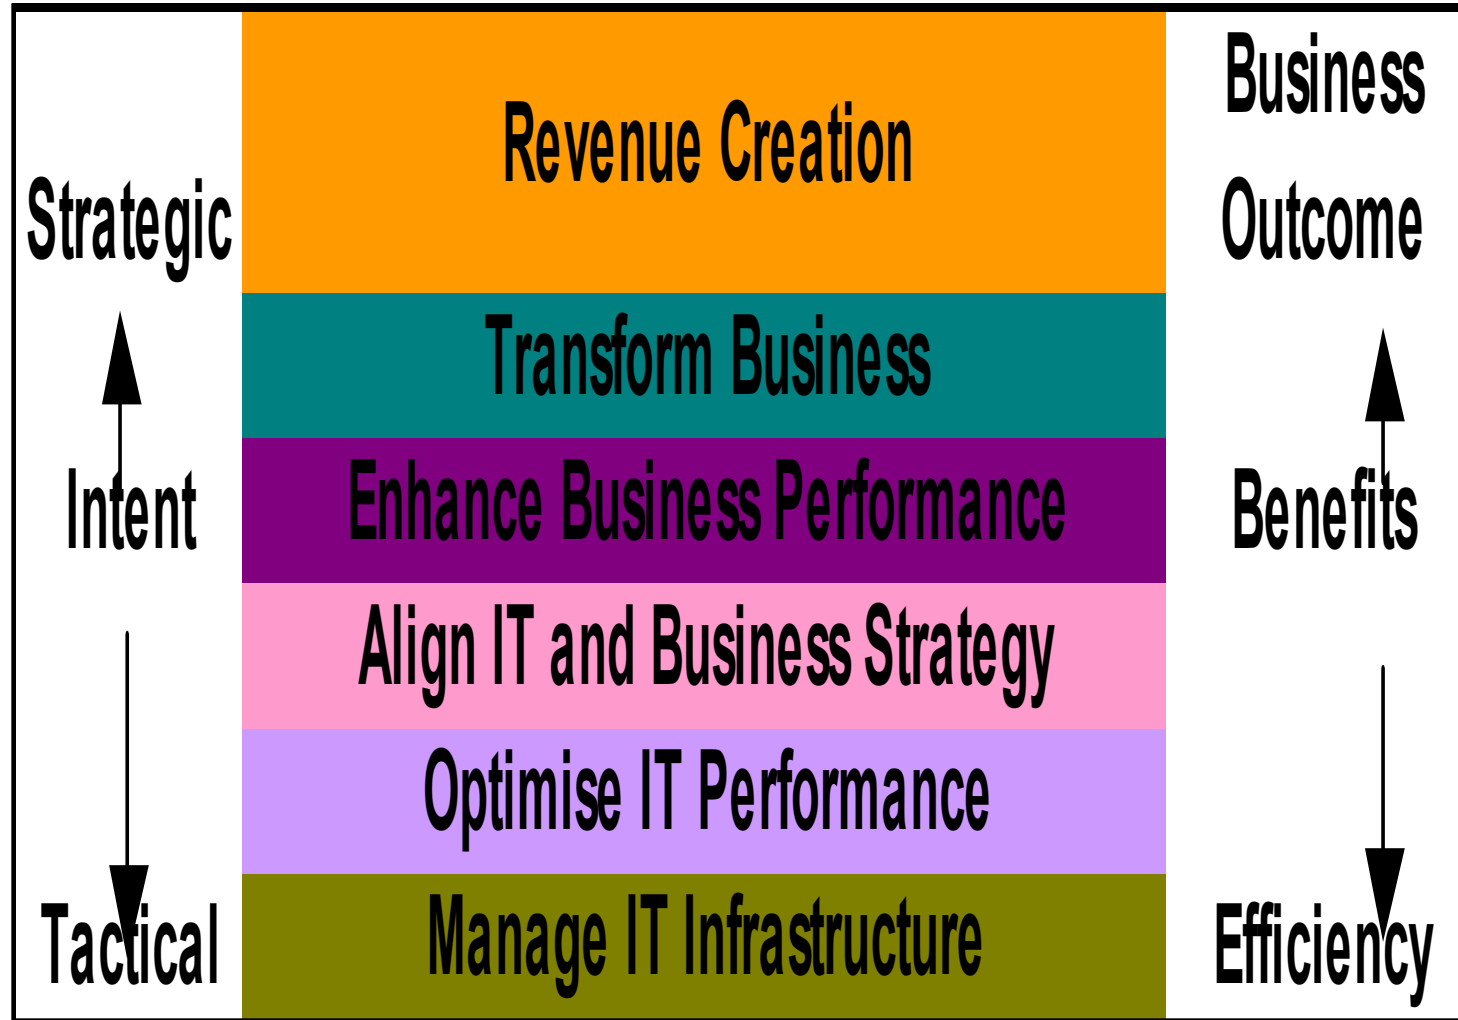 Strategic
Intent
Tactical
Revenue Creation
Transform Business
Enhance Business Performance
Align IT and Business Strategy
Optimise IT Performance
Manage IT Infrastructure
Business
Outcome
Benefits
Efficiency